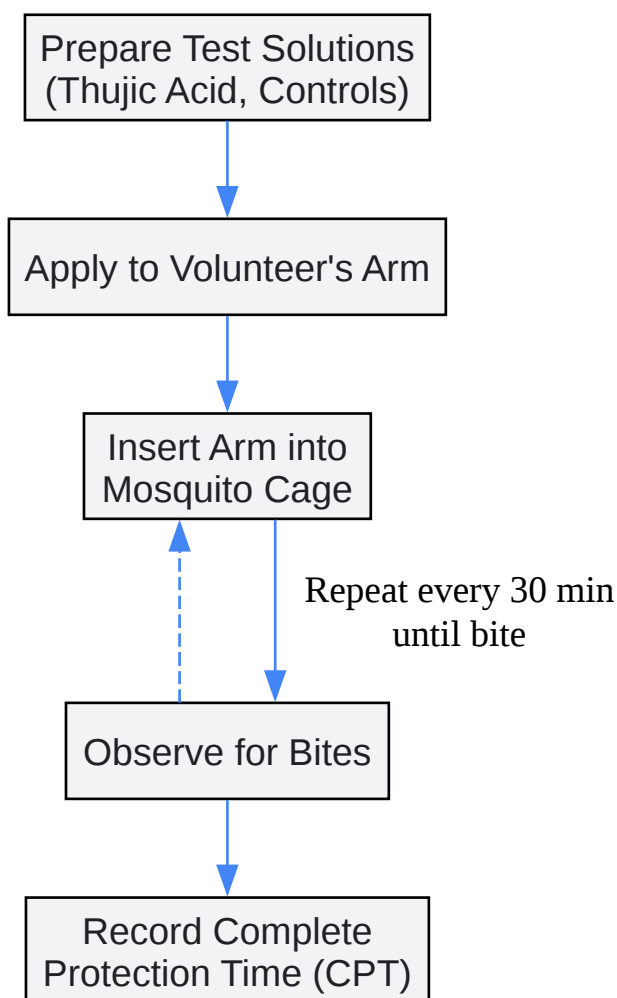 Prepare Test Solutions
(Thujic Acid, Controls)
Apply to Volunteer's Arm
Insert Arm into
Mosquito Cage
Repeat every 30 min
until bite
Observe for Bites
Record Complete
Protection Time (CPT)